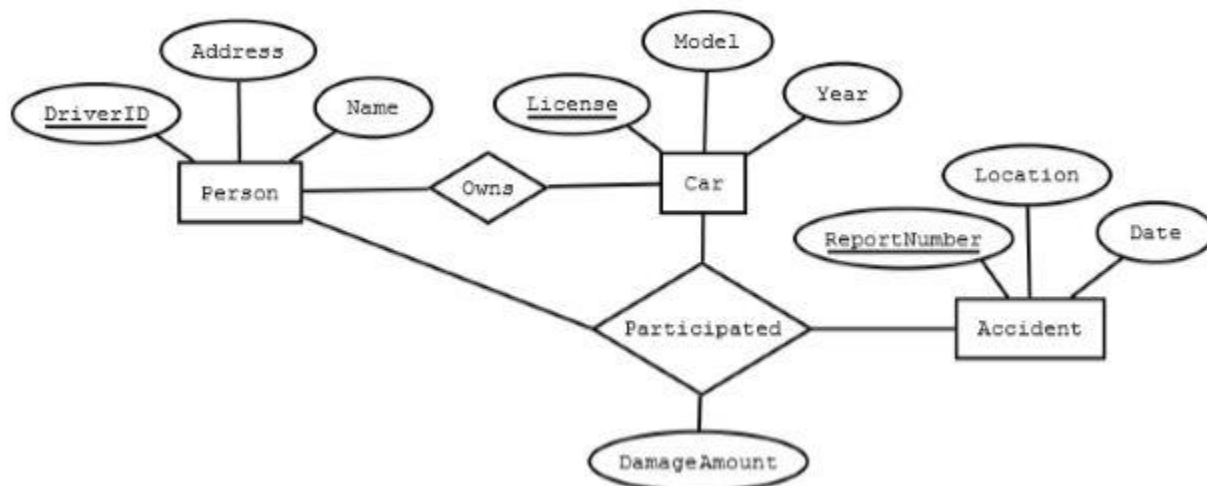 Model
Address
Year
DriverID
Name
License
Person
Owns
Car
Location
ReportNumber
Date
Participated
Accident
DamageAmount